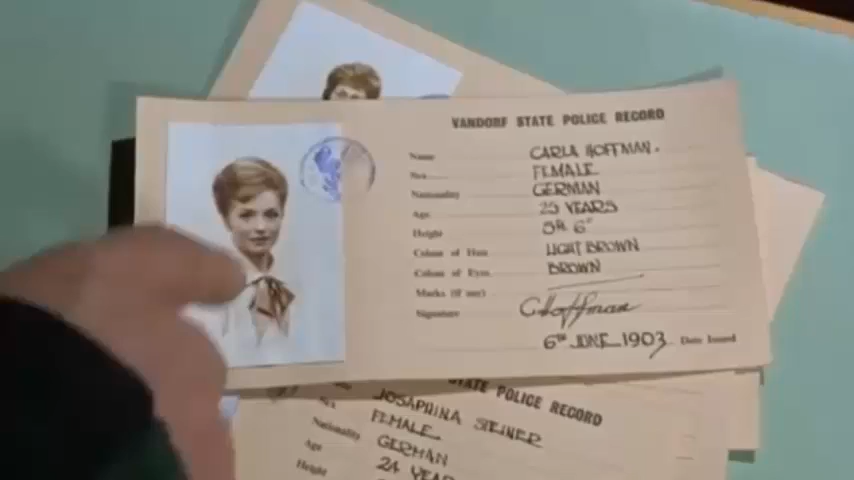 VANDORF STATE POLICE RECORD
Name CARLA HOFFMAN.
Sex FEMALE
Nationality GERMAN
Age 25 YEARS
Height 5ft 6"
Colour of Hair LIGHT BROWN
Colour of Eyes BROWN
Marks (if any)
Signature CHoffman
6TH JUNE 1903 Date Issued
STATE POLICE RECORD
JOSAPHINA STEINER
Sex FEMALE
Nationality GERMAN
Age 24
Height